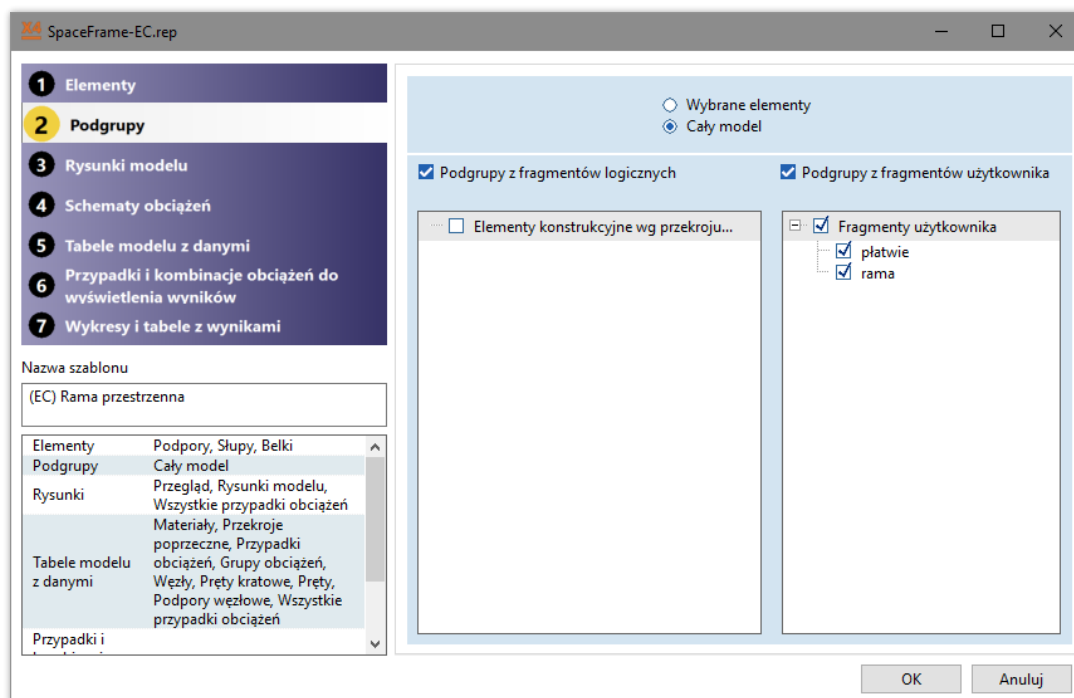 SpaceFrame-EC.rep
1 Elementy
2 Podgrupy
3 Rysunki modelu
4 Schematy obciążeń
5 Tabele modelu z danymi
6 Przypadki i kombinacje obciążeń do
wyświetlenia wyników
7 Wykresy i tabele z wynikami
Nazwa szablonu
(EC) Rama przestrzenna
Elementy Podpory, Słupy, Belki
Podgrupy Cały model
Rysunki Przegląd, Rysunki modelu,
Wszystkie przypadki obciążeń
Tabele modelu
z danymi
Materiały, Przekroje
poprzeczne, Przypadki
obciążeń, Grupy obciążeń,
Węzły, Pręty kratowe, Pręty,
Podpory węzłowe, Wszystkie
przypadki obciążeń
Przypadki i
Wybrane elementy
Cały model
Podgrupy z fragmentów logicznych
Elementy konstrukcyjne wg przekroju...
Podgrupy z fragmentów użytkownika
Fragmenty użytkownika
płatwie
rama
OK
Anuluj